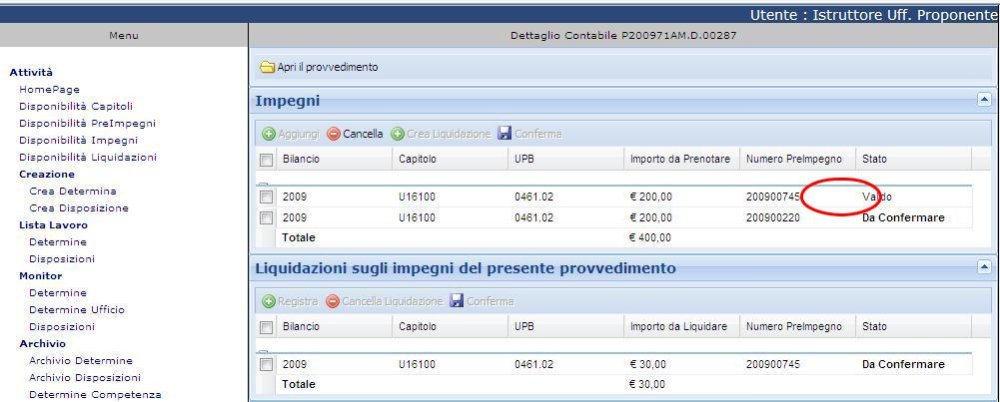 Utente : Istruttore Uff. Proponente
Menu
Dettaglio Contabile P200971AM.D.00287
Attività
HomePage
Disponibilità Capitoli
Disponibilità PreImpegni
Disponibilità Impegni
Disponibilità Liquidazioni
Creazione
Crea Determina
Crea Disposizione
Lista Lavoro
Determine
Disposizioni
Monitor
Determine
Determine Ufficio
Disposizioni
Archivio
Archivio Determine
Archivio Disposizioni
Determine Competenza
Apri il provvedimento
Impegni
Aggiungi Cancella Crea Liquidazione Conferma
Bilancio Capitolo UPB Importo da Prenotare Numero PreImpegno Stato
2009 U16100 0461.02 € 200,00 200900745 Valido
2009 U16100 0461.02 € 200,00 200900220 Da Confermare
Totale € 400,00
Liquidazioni sugli impegni del presente provvedimento
Registra Cancella Liquidazione Conferma
Bilancio Capitolo UPB Importo da Liquidare Numero PreImpegno Stato
2009 U16100 0461.02 € 30,00 200900745 Da Confermare
Totale € 30,00